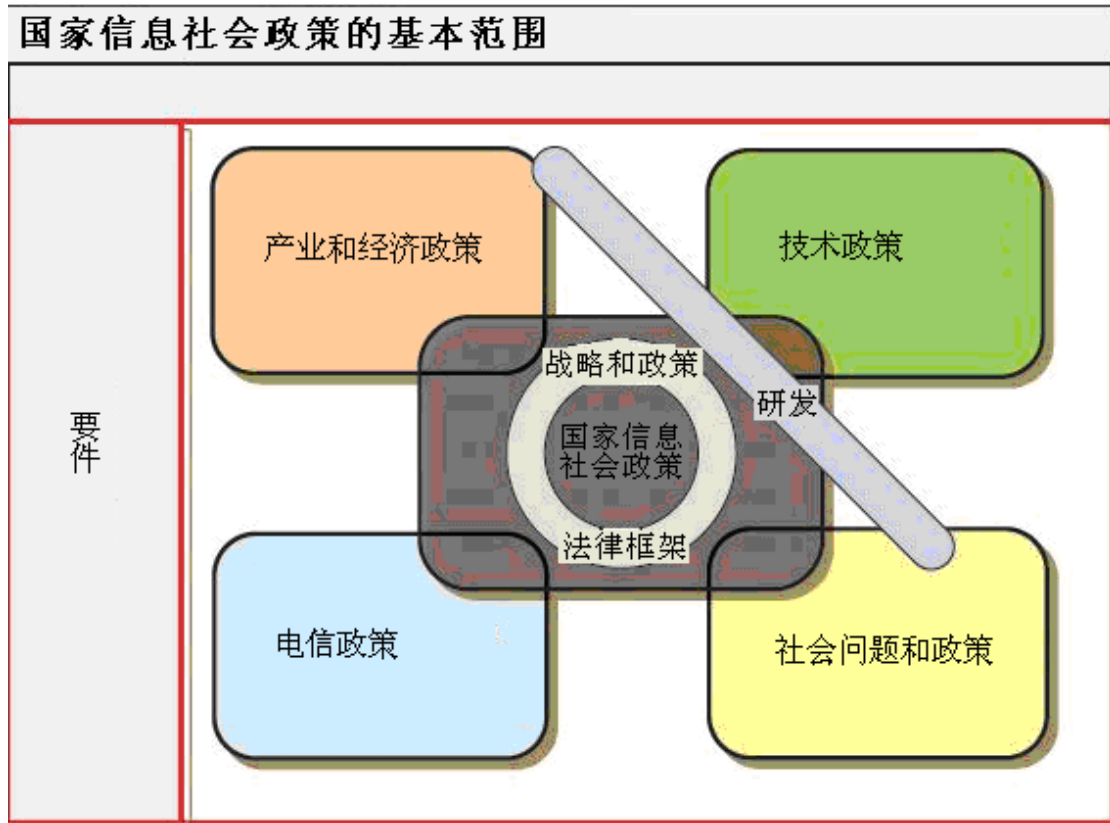 国家信息社会政策的基本范围
产业和经济政策
技术政策
战略和政策
研发
要件
国家信息
社会政策
法律框架
电信政策
社会问题和政策